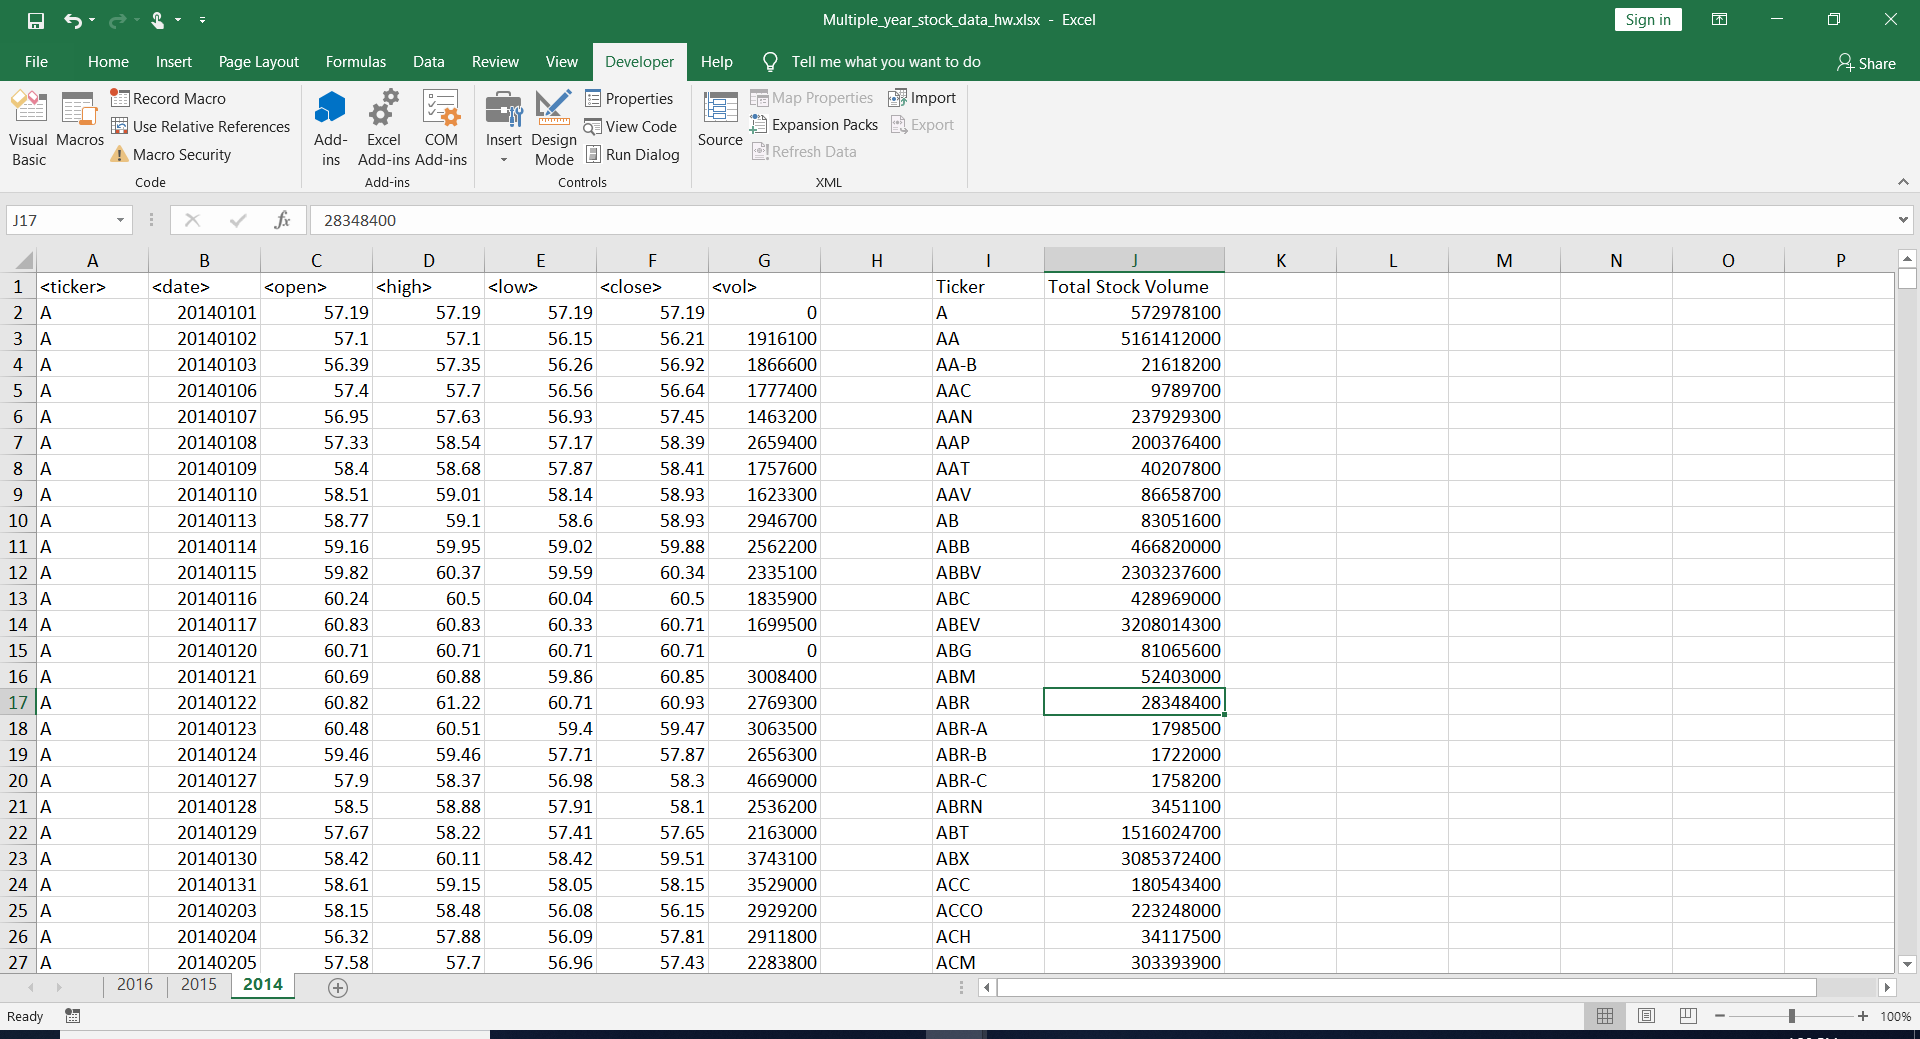 Multiple_year_stock_data_hw.xlsx - Excel
Sign in
File Home Insert Page Layout Formulas Data Review View Developer Help Tell me what you want to do Share
Visual Basic
Macros
Record Macro
Use Relative References
Macro Security
Code
Add-ins
Excel Add-ins
COM Add-ins
Add-ins
Insert
Design Mode
Properties
View Code
Run Dialog
Controls
Source
Map Properties
Expansion Packs
Refresh Data
Import
Export
XML
J17 fx 28348400
A B C D E F G H I J K L M N O P
1 <ticker> <date> <open> <high> <low> <close> <vol> Ticker Total Stock Volume
2 A 20140101 57.19 57.19 57.19 57.19 0 A 572978100
3 A 20140102 57.1 57.1 56.15 56.21 1916100 AA 5161412000
4 A 20140103 56.39 57.35 56.26 56.92 1866600 AA-B 21618200
5 A 20140106 57.4 57.7 56.56 56.64 1777400 AAC 9789700
6 A 20140107 56.95 57.63 56.93 57.45 1463200 AAN 237929300
7 A 20140108 57.33 58.54 57.17 58.39 2659400 AAP 200376400
8 A 20140109 58.4 58.68 57.87 58.41 1757600 AAT 40207800
9 A 20140110 58.51 59.01 58.14 58.93 1623300 AAV 86658700
10 A 20140113 58.77 59.1 58.6 58.93 2946700 AB 83051600
11 A 20140114 59.16 59.95 59.02 59.88 2562200 ABB 466820000
12 A 20140115 59.82 60.37 59.59 60.34 2335100 ABBV 2303237600
13 A 20140116 60.24 60.5 60.04 60.5 1835900 ABC 428969000
14 A 20140117 60.83 60.83 60.33 60.71 1699500 ABEV 3208014300
15 A 20140120 60.71 60.71 60.71 60.71 0 ABG 81065600
16 A 20140121 60.69 60.88 59.86 60.85 3008400 ABM 52403000
17 A 20140122 60.82 61.22 60.71 60.93 2769300 ABR 28348400
18 A 20140123 60.48 60.51 59.4 59.47 3063500 ABR-A 1798500
19 A 20140124 59.46 59.46 57.71 57.87 2656300 ABR-B 1722000
20 A 20140127 57.9 58.37 56.98 58.3 4669000 ABR-C 1758200
21 A 20140128 58.5 58.88 57.91 58.1 2536200 ABRN 3451100
22 A 20140129 57.67 58.22 57.41 57.65 2163000 ABT 1516024700
23 A 20140130 58.42 60.11 58.42 59.51 3743100 ABX 3085372400
24 A 20140131 58.61 59.15 58.05 58.15 3529000 ACC 180543400
25 A 20140203 58.15 58.48 56.08 56.15 2929200 ACCO 223248000
26 A 20140204 56.32 57.88 56.09 57.81 2911800 ACH 34117500
27 A 20140205 57.58 57.7 56.96 57.43 2283800 ACM 303393900
2016 2015 2014
Ready 100%